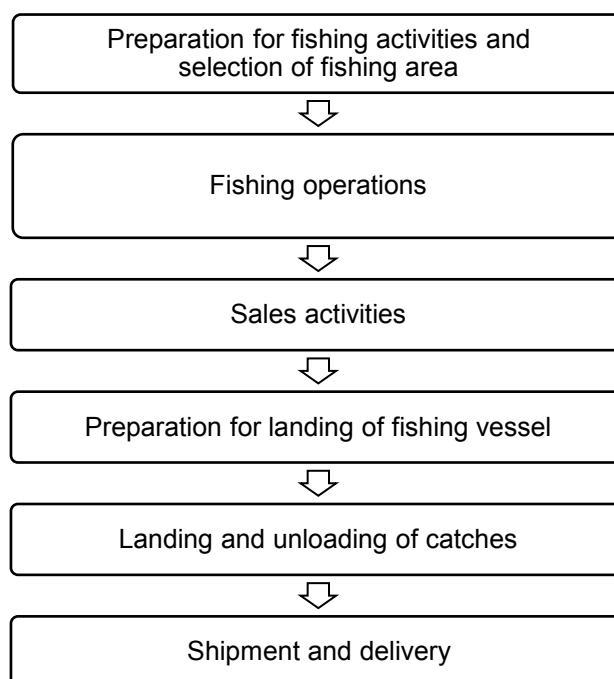 Preparation for fishing activities and
selection of fishing area
Fishing operations
Sales activities
Preparation for landing of fishing vessel
Landing and unloading of catches
Shipment and delivery